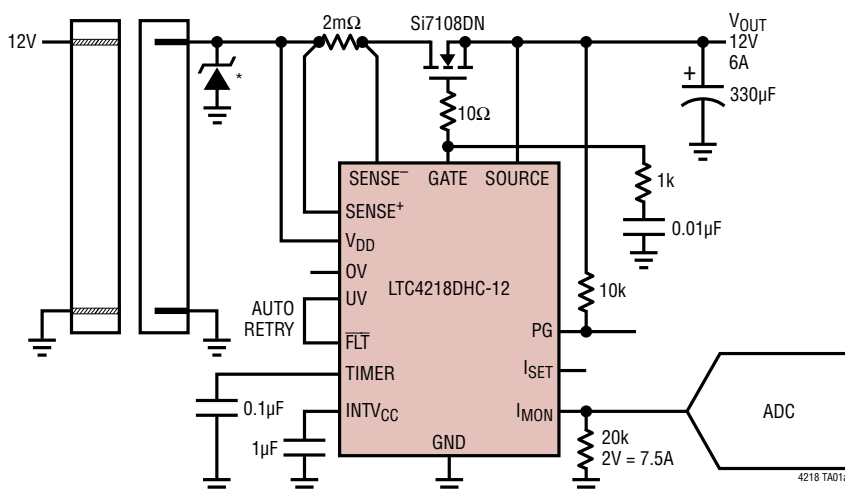 2mΩ
Si7108DN
12V
VOUT
12V
6A
*
+
330µF
10Ω
SENSE–
GATE
SOURCE
1k
SENSE+
0.01µF
VDD
OV
LTC4218DHC-12
UV
10k
AUTO
RETRY
PG
FLT
ISET
TIMER
0.1µF
INTVCC
IMON
ADC
1µF
GND
20k
2V = 7.5A
4218 TA01a